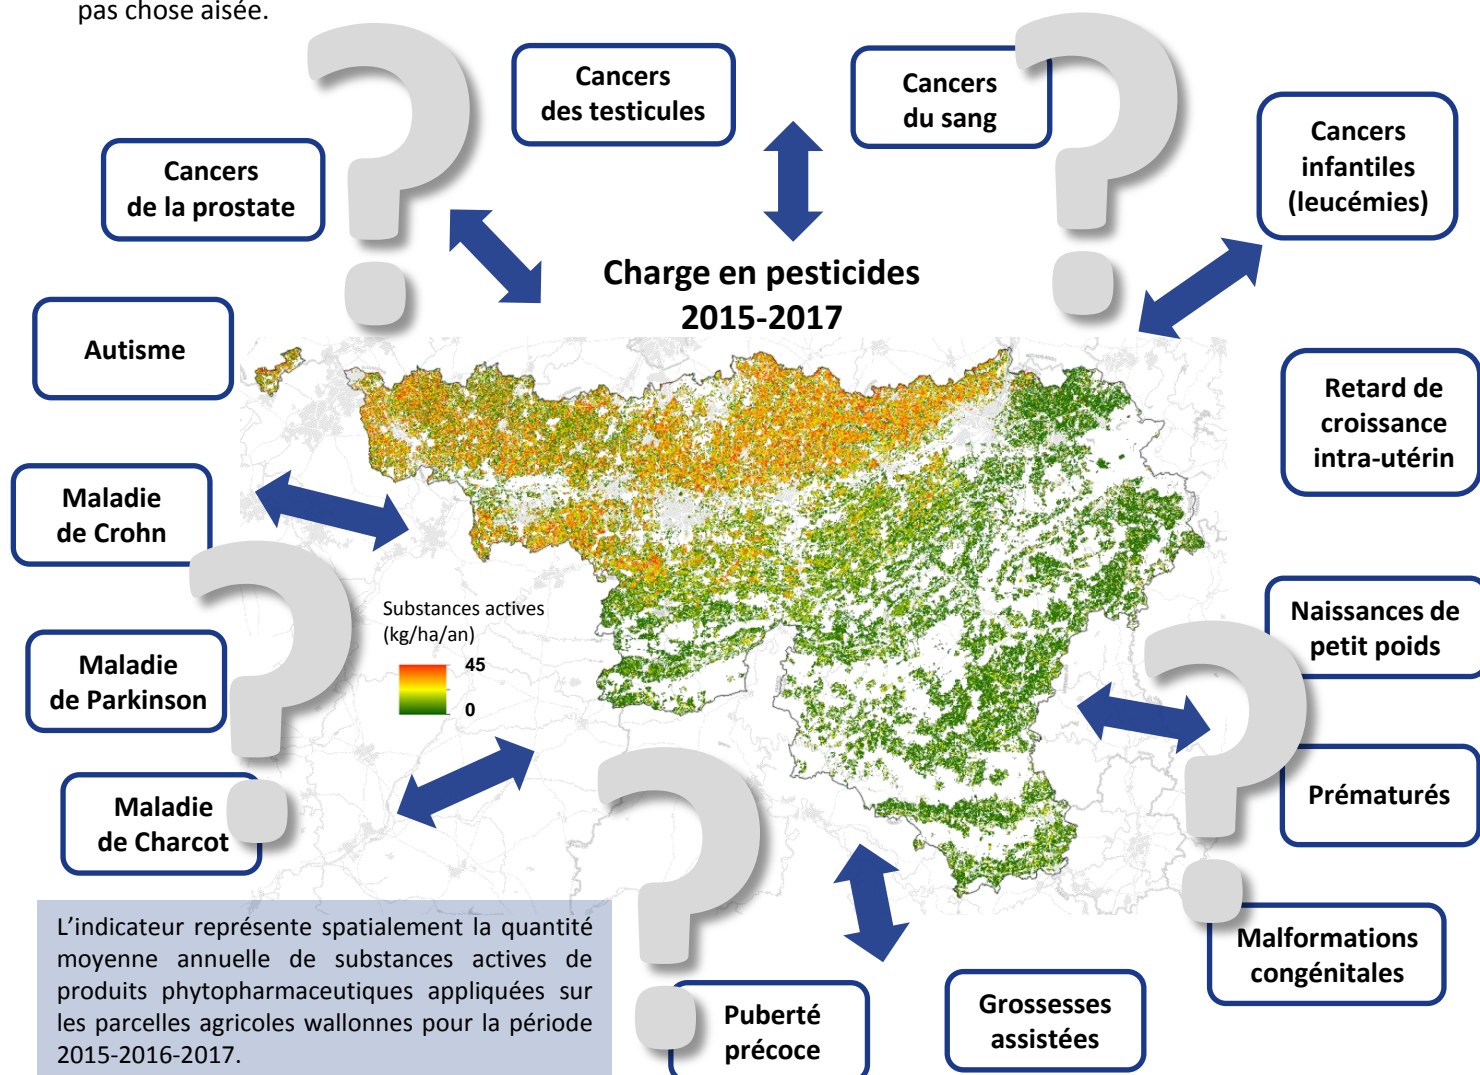 pas chose aisée.
Cancers
des testicules
Cancers
du sang
Cancers
infantiles
(leucémies)
Cancers
de la prostate
Charge en pesticides
2015-2017
Autisme
Retard de
croissance
intra-utérin
Maladie
de Crohn
Substances actives
(kg/ha/an)
45
0
Naissances de
petit poids
Maladie
de Parkinson
Prématurés
Maladie
de Charcot
Malformations
congénitales
L'indicateur représente spatialement la quantité
moyenne annuelle de substances actives de
produits phytopharmaceutiques appliquées sur
les parcelles agricoles wallonnes pour la période
2015-2016-2017.
Puberté
précoce
Grossesses
assistées